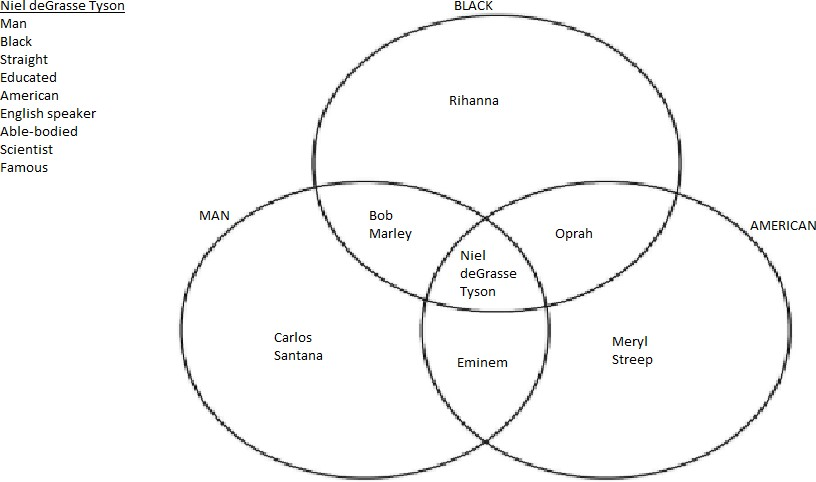 Niel deGrasse Tyson
Man
Black
Straight
Educated
American
English speaker
Able-bodied
Scientist
Famous
BLACK
Rihanna
MAN
Bob
Marley
Oprah
AMERICAN
Niel
deGrasse
Tyson
Carlos
Santana
Eminem
Meryl
Streep